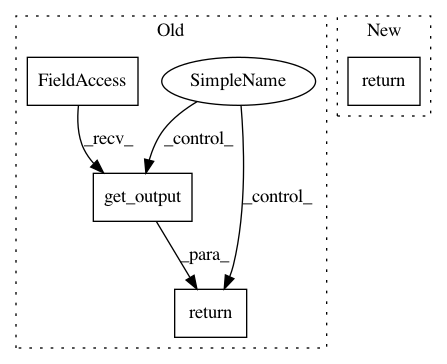 Old
New
FieldAccess
SimpleName
return
_recv_
_control_
get_output
_control_
_para_
return